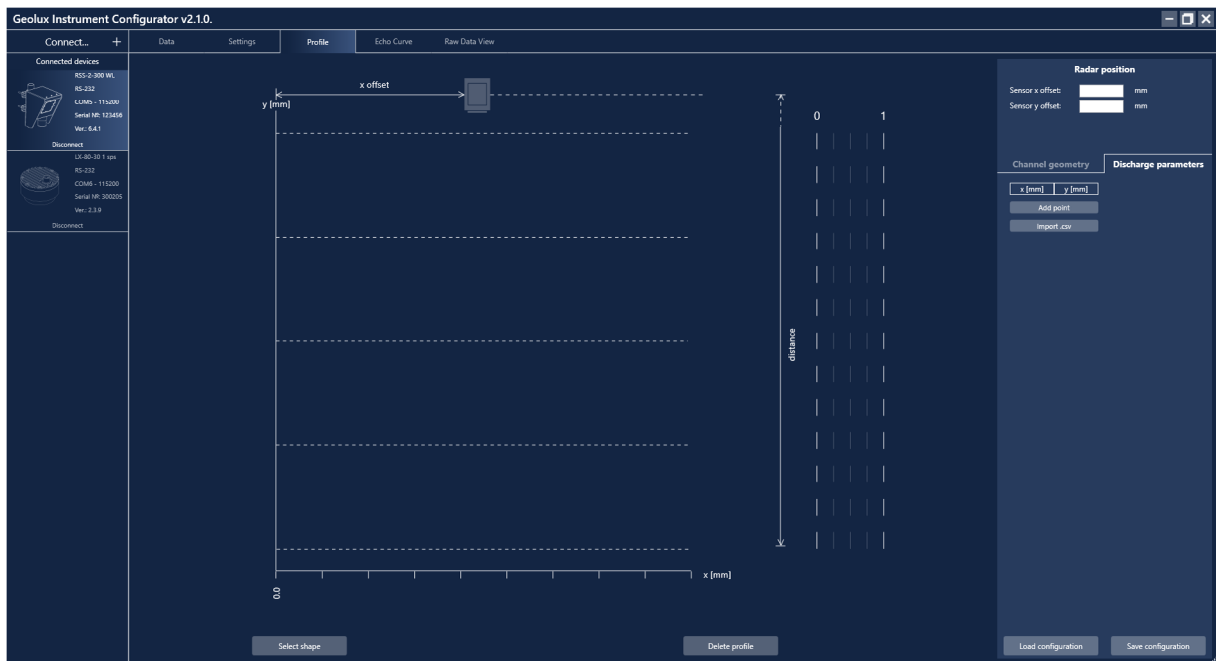 Geolux Instrument Configurator v2.1.0.
Connect... +
Data Settings Profile Echo Curve Raw Data View
Connected devices
RSS-2-300 WL
RS-232
COM5 - 115200
Serial №: 123456
Ver.: 6.4.1
Disconnect
LX-80-30 1 sps
RS-232
COM6 - 115200
Serial №: 300205
Ver.: 2.3.9
Disconnect
x offset
y [mm]
0 1
distance
x [mm]
0.0
Select shape
Delete profile
Radar position
Sensor x offset: mm
Sensor y offset: mm
Channel geometry Discharge parameters
x [mm] y [mm]
Add point
Import .csv
Load configuration Save configuration